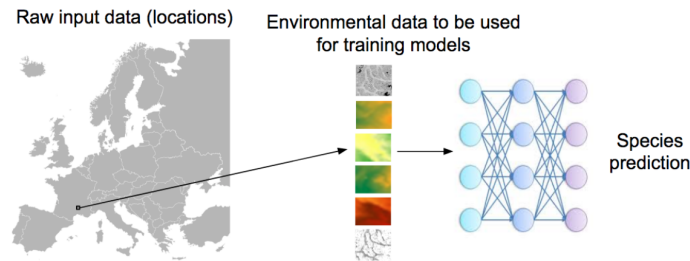 Raw input data (locations)
Environmental data to be used
for training models
Species
prediction